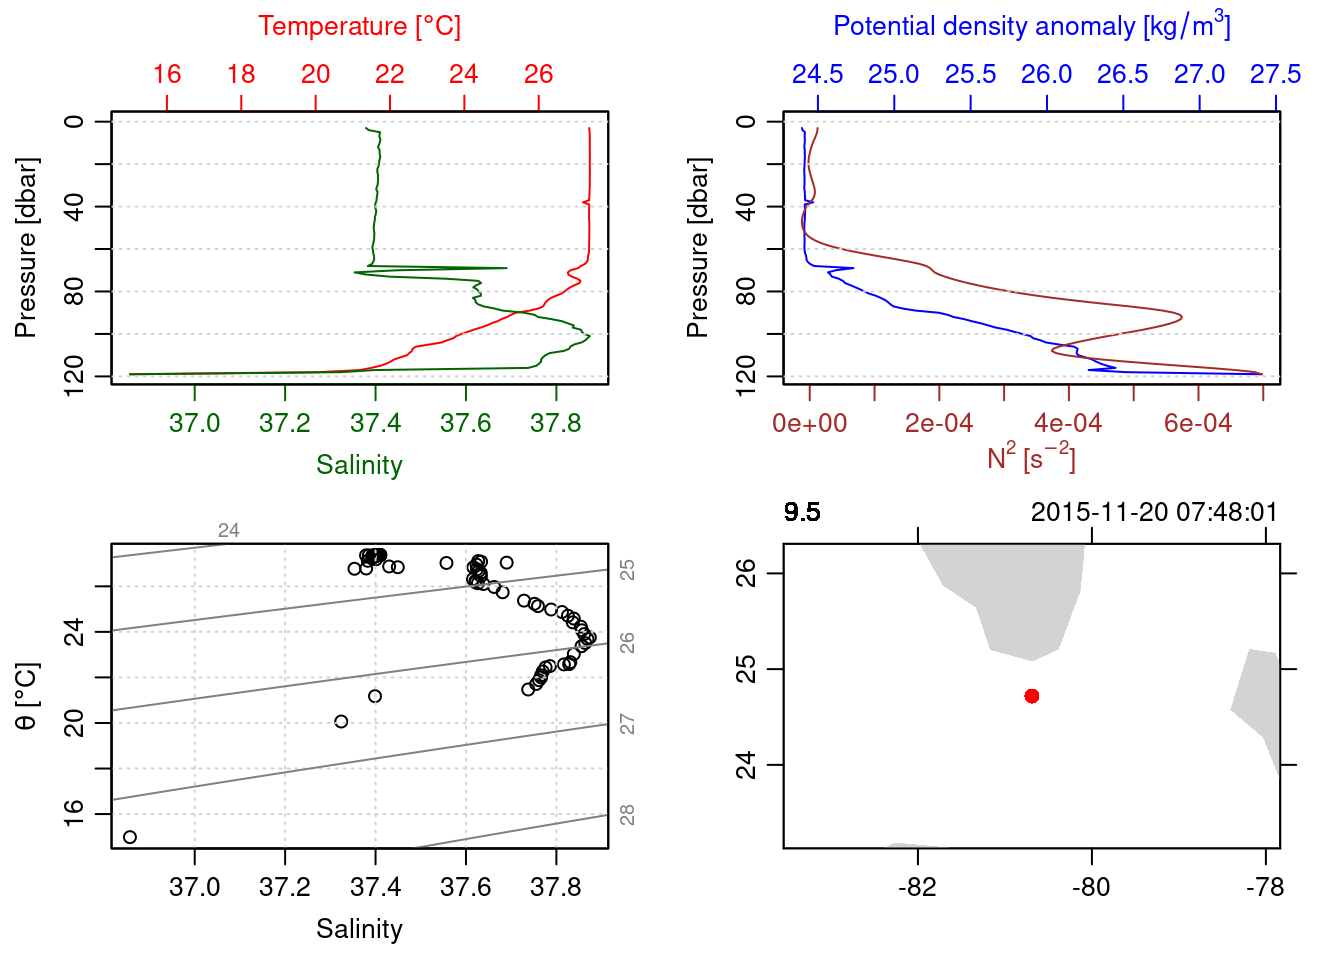 Temperature [°C]
16 18 20 22 24 26
Pressure [dbar]
0 40 80 120
37.0 37.2 37.4 37.6 37.8
Salinity
Potential density anomaly [kg/m³]
24.5 25.0 25.5 26.0 26.5 27.0 27.5
Pressure [dbar]
0 40 80 120
0e+00 2e-04 4e-04 6e-04
N² [s⁻²]
24
25
26
27
28
θ [°C]
24 20 16
37.0 37.2 37.4 37.6 37.8
Salinity
9.5 2015-11-20 07:48:01
26 25 24
-82 -80 -78